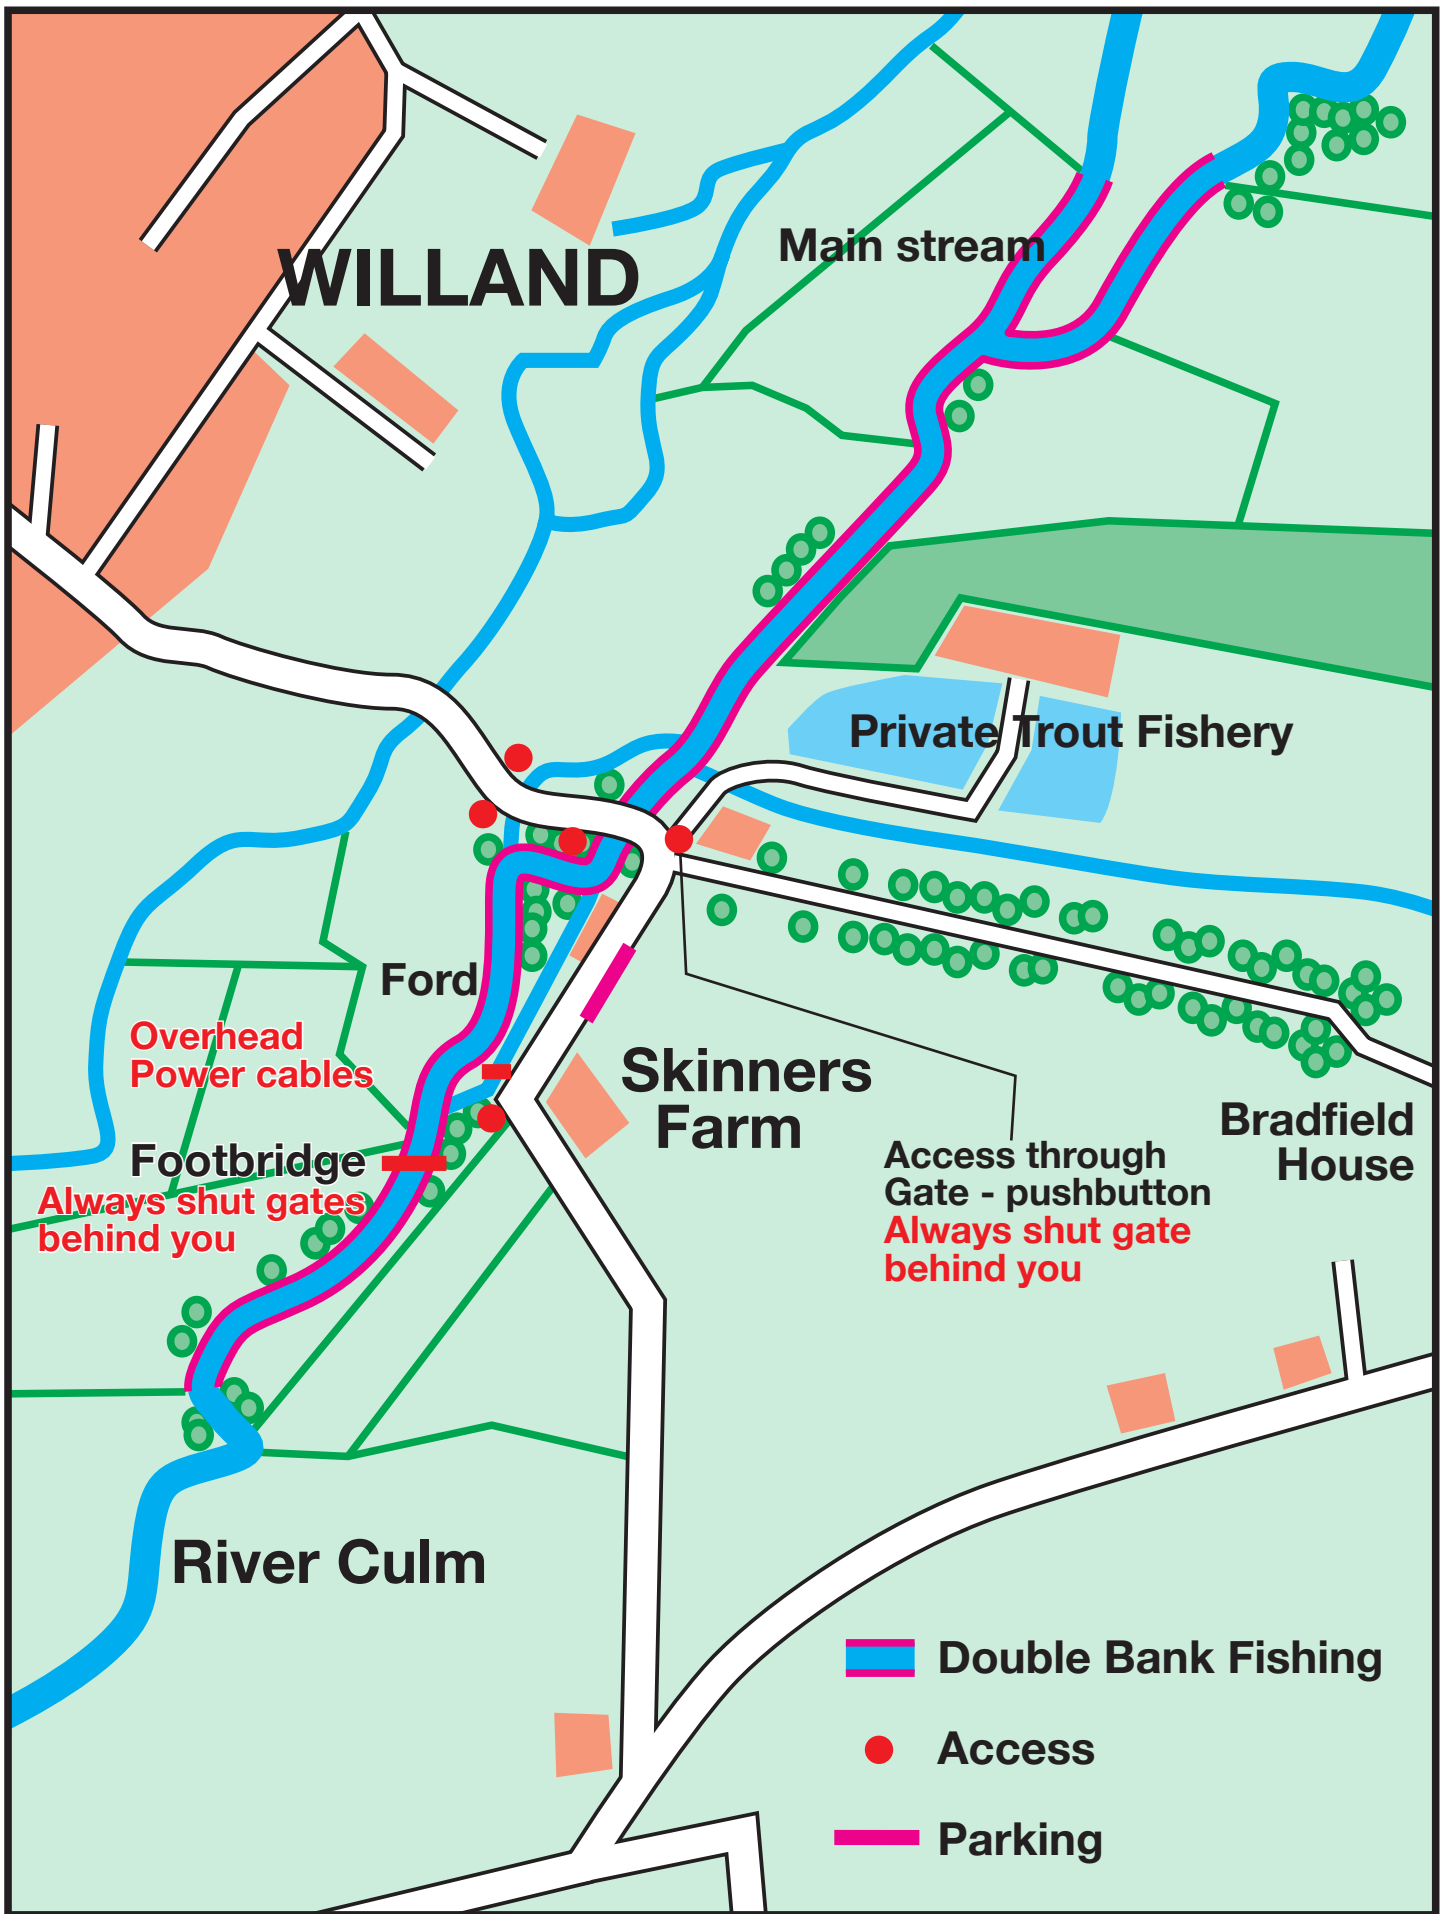 WILLAND
Main stream
Private Trout Fishery
Ford
Overhead
Power cables
Skinners
Farm
Footbridge
Always shut gates
behind you
Access through
Gate - pushbutton
Always shut gate
behind you
Bradfield
House
River Culm
Double Bank Fishing
Access
Parking